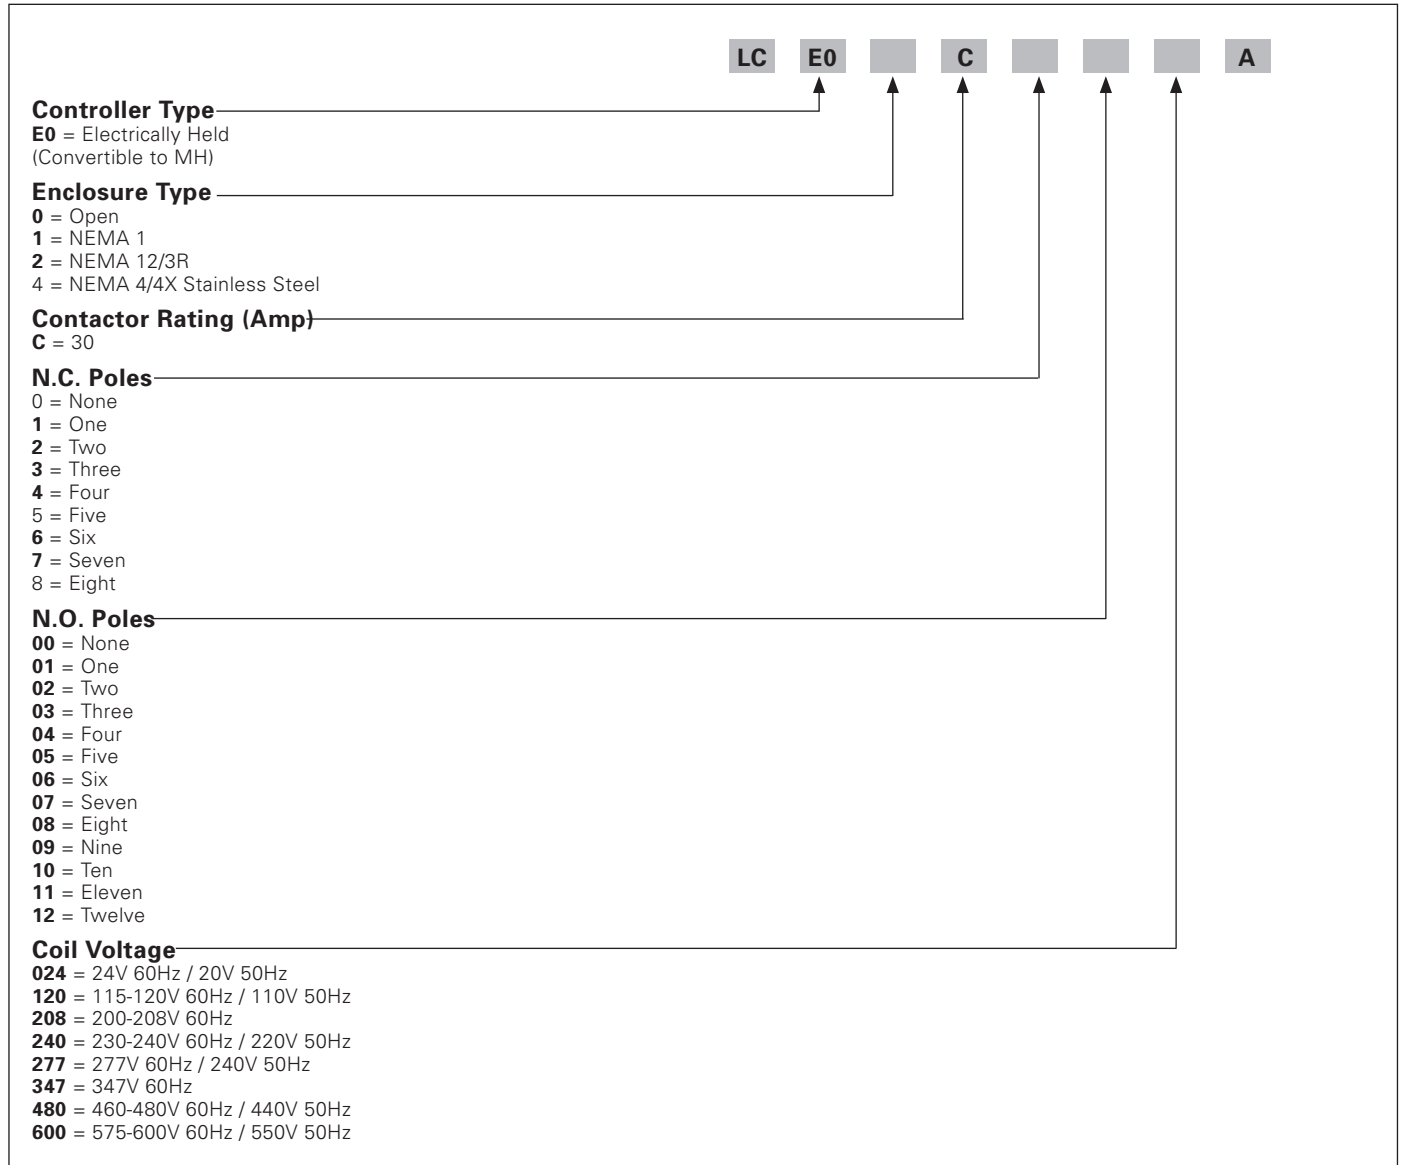 LC E0 C A
Controller Type
E0 = Electrically Held
(Convertible to MH)
Enclosure Type
0 = Open
1 = NEMA 1
2 = NEMA 12/3R
4 = NEMA 4/4X Stainless Steel
Contactor Rating (Amp)
C = 30
N.C. Poles
0 = None
1 = One
2 = Two
3 = Three
4 = Four
5 = Five
6 = Six
7 = Seven
8 = Eight
N.O. Poles
00 = None
01 = One
02 = Two
03 = Three
04 = Four
05 = Five
06 = Six
07 = Seven
08 = Eight
09 = Nine
10 = Ten
11 = Eleven
12 = Twelve
Coil Voltage
024 = 24V 60Hz / 20V 50Hz
120 = 115-120V 60Hz / 110V 50Hz
208 = 200-208V 60Hz
240 = 230-240V 60Hz / 220V 50Hz
277 = 277V 60Hz / 240V 50Hz
347 = 347V 60Hz
480 = 460-480V 60Hz / 440V 50Hz
600 = 575-600V 60Hz / 550V 50Hz